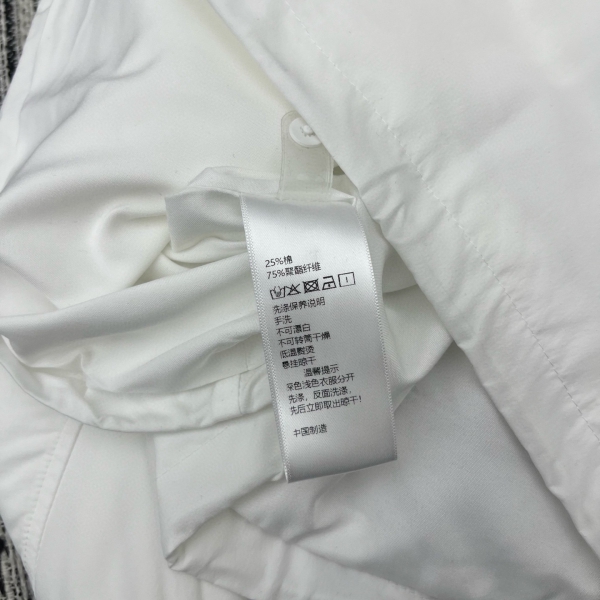 25%棉
75%聚酯纤维
洗涤保养说明
手洗
不可漂白
不可转筒干燥
低温熨烫
悬挂晾干
温馨提示
深色浅色衣服分开
洗涤，反面洗涤，
先后立即取出晾干！
中国制造